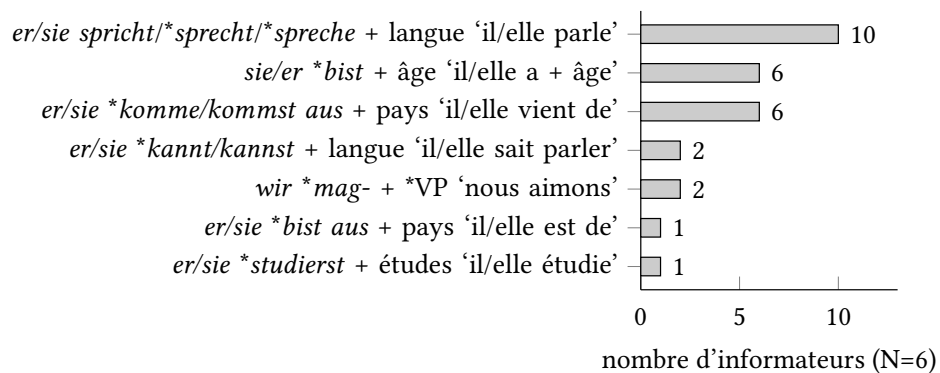 er/sie spricht/*sprecht/*spreche + langue ‘il/elle parle’ 10
sie/er *bist + âge ‘il/elle a + âge’ 6
er/sie *komme/kommst aus + pays ‘il/elle vient de’ 6
er/sie *kannt/kannst + langue ‘il/elle sait parler’ 2
wir *mag- + *VP ‘nous aimons’ 2
er/sie *bist aus + pays ‘il/elle est de’ 1
er/sie *studierst + études ‘il/elle étudie’ 1
0 5 10
nombre d’informateurs (N=6)